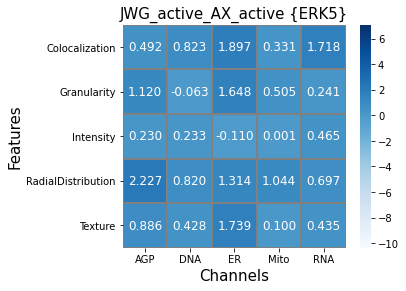 JWG_active_AX_active {ERK5}
Features
Colocalization 0.492 0.823 1.897 0.331 1.718
Granularity 1.120 -0.063 1.648 0.505 0.241
Intensity 0.230 0.233 -0.110 0.001 0.465
RadialDistribution 2.227 0.820 1.314 1.044 0.697
Texture 0.886 0.428 1.739 0.100 0.435
AGP DNA ER Mito RNA
Channels
6
4
2
0
−2
−4
−6
−8
−10